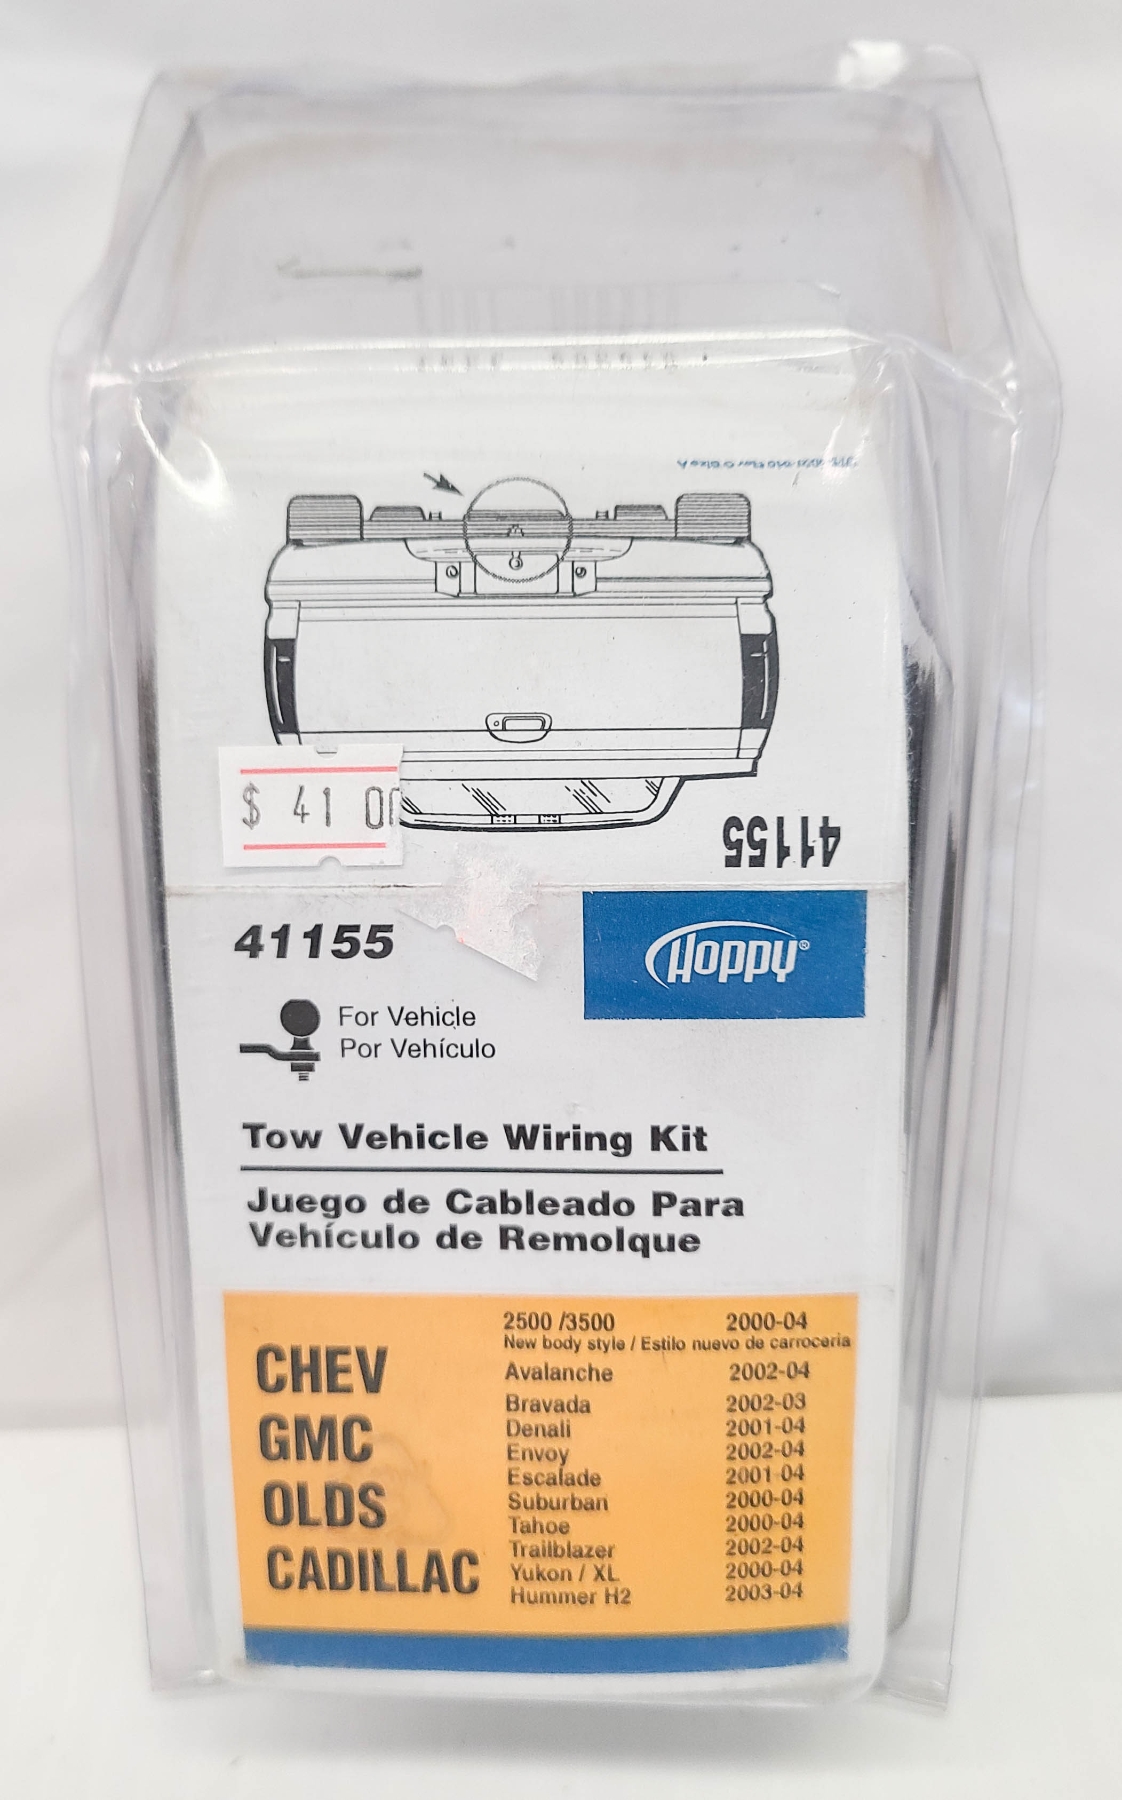 $ 41 00
41155
41155
HOPPY®
For Vehicle
Por Vehículo
Tow Vehicle Wiring Kit
Juego de Cableado Para
Vehículo de Remolque
CHEV
GMC
OLDS
CADILLAC
2500 /3500 2000-04
New body style / Estilo nuevo de carroceria
Avalanche 2002-04
Bravada 2002-03
Denali 2001-04
Envoy 2002-04
Escalade 2001-04
Suburban 2000-04
Tahoe 2000-04
Trailblazer 2002-04
Yukon / XL 2000-04
Hummer H2 2003-04